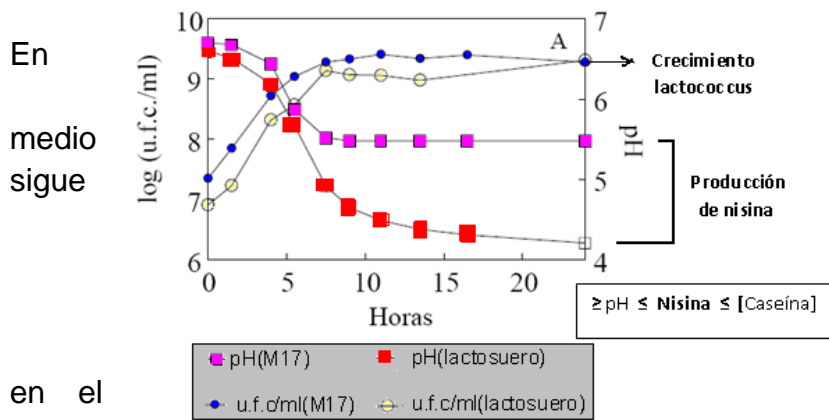 En
medio
sigue
en el
log (u.f.c./ml)
10
9
8
7
6
A
7
6
5
4
pH
0
5
10
15
20
Horas
Crecimiento
lactococcus
Producción
de nisina
≥ pH ≤ Nisina ≤ [Caseína]
pH(M17)
pH(lactosuero)
u.f.c/ml(M17)
u.f.c/ml(lactosuero)